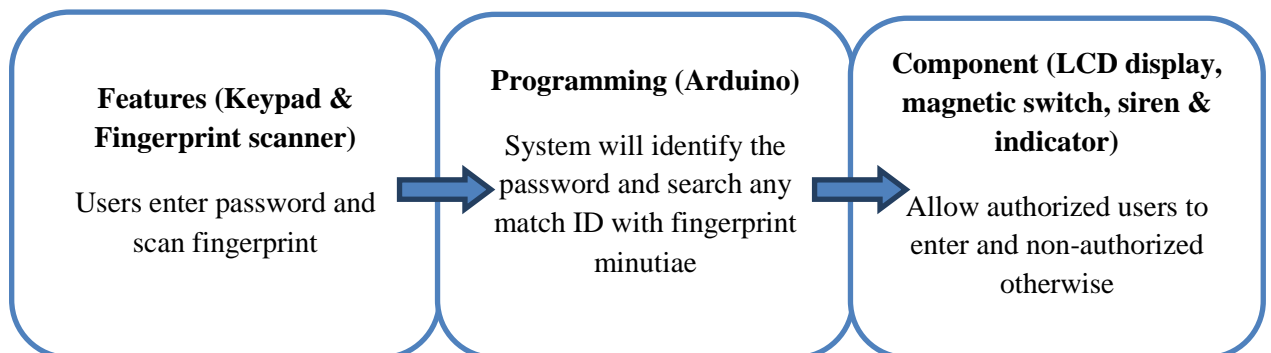 Features (Keypad &
Fingerprint scanner)
Users enter password and
scan fingerprint
Programming (Arduino)
System will identify the
password and search any
match ID with fingerprint
minutiae
Component (LCD display,
magnetic switch, siren &
indicator)
Allow authorized users to
enter and non-authorized
otherwise